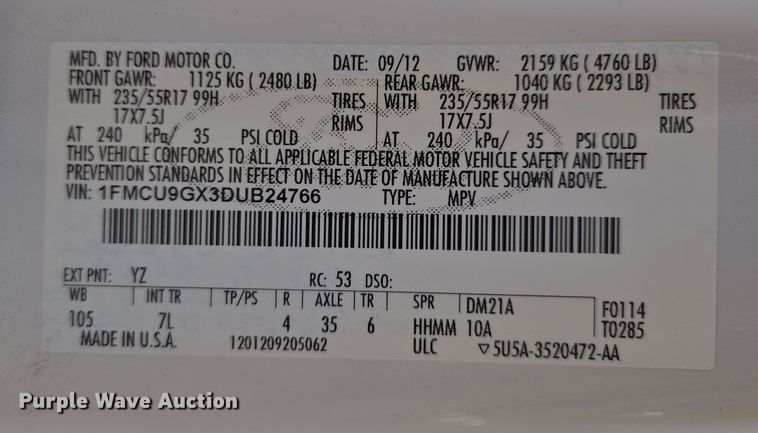 MFD. BY FORD MOTOR CO. DATE: 09/12 GVWR: 2159 KG ( 4760 LB)
FRONT GAWR: 1125 KG ( 2480 LB) REAR GAWR: 1040 KG ( 2293 LB)
WITH 235/55R17 99H TIRES WITH 235/55R17 99H TIRES
17X7.5J RIMS 17X7.5J RIMS
AT 240 kPa/ 35 PSI COLD AT 240 kPa/ 35 PSI COLD
THIS VEHICLE CONFORMS TO ALL APPLICABLE FEDERAL MOTOR VEHICLE SAFETY AND THEFT
PREVENTION STANDARDS IN EFFECT ON THE DATE OF MANUFACTURE SHOWN ABOVE.
VIN: 1FMCU9GX3DUB24766 TYPE: MPV
EXT PNT: YZ RC: 53 DSO:
WB INT TR TP/PS R AXLE TR SPR DM21A F0114
105 7L 4 35 6 HHMM 10A T0285
MADE IN U.S.A. 1201209205062 ULC ▽5U5A-3520472-AA
Purple Wave Auction